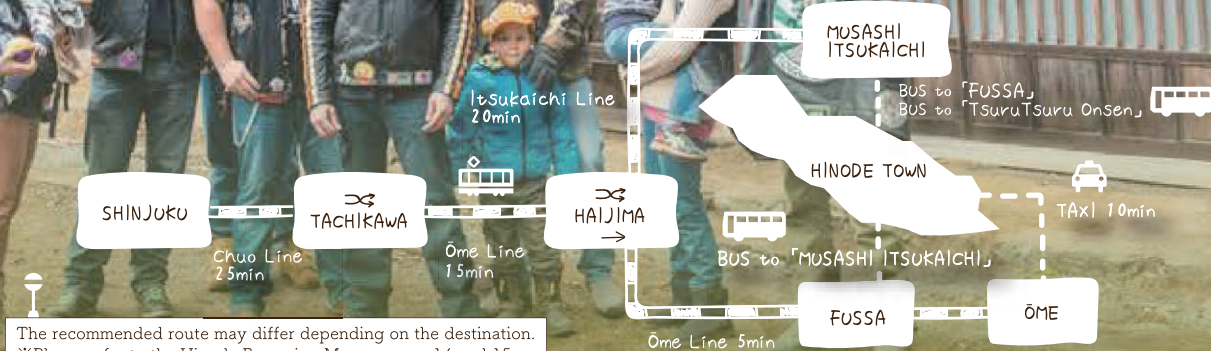 MUSASHI
ITSUKAICHI
Itsukaichi Line
20min
BUS to 「FUSSA」
BUS to 「TsuruTsuru Onsen」
HINODE TOWN
SHINJUKU
TACHIKAWA
HAIJIMA
→
TAxI 10min
Chuo Line
25min
Ōme Line
15min
BUS to 「MUSASHI ITSUKAICHI」
FUSSA
ŌME
Ōme Line 5min
The recommended route may differ depending on the destination.